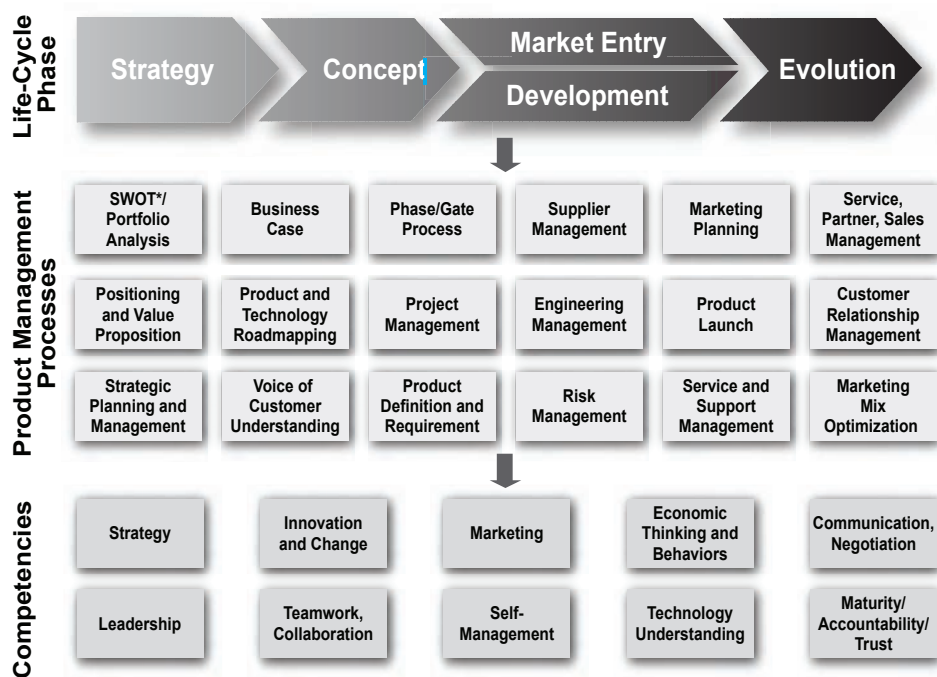 Life-Cycle
Phase
Strategy
Concept
Market Entry
Development
Evolution
Product Management
Processes
SWOT*/
Portfolio
Analysis
Business
Case
Phase/Gate
Process
Supplier
Management
Marketing
Planning
Service,
Partner, Sales
Management
Positioning
and Value
Proposition
Product and
Technology
Roadmapping
Project
Management
Engineering
Management
Product
Launch
Customer
Relationship
Management
Strategic
Planning and
Management
Voice of
Customer
Understanding
Product
Definition and
Requirement
Risk
Management
Service and
Support
Management
Marketing
Mix
Optimization
Competencies
Strategy
Innovation
and Change
Marketing
Economic
Thinking and
Behaviors
Communication,
Negotiation
Leadership
Teamwork,
Collaboration
Self-
Management
Technology
Understanding
Maturity/
Accountability/
Trust